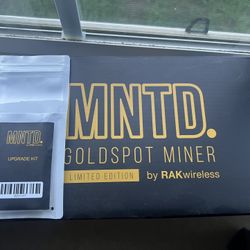 MNTD.
GOLDSPOT MINER
LIMITED EDITION
by RAKwireless
MNTD.
UPGRADE KIT